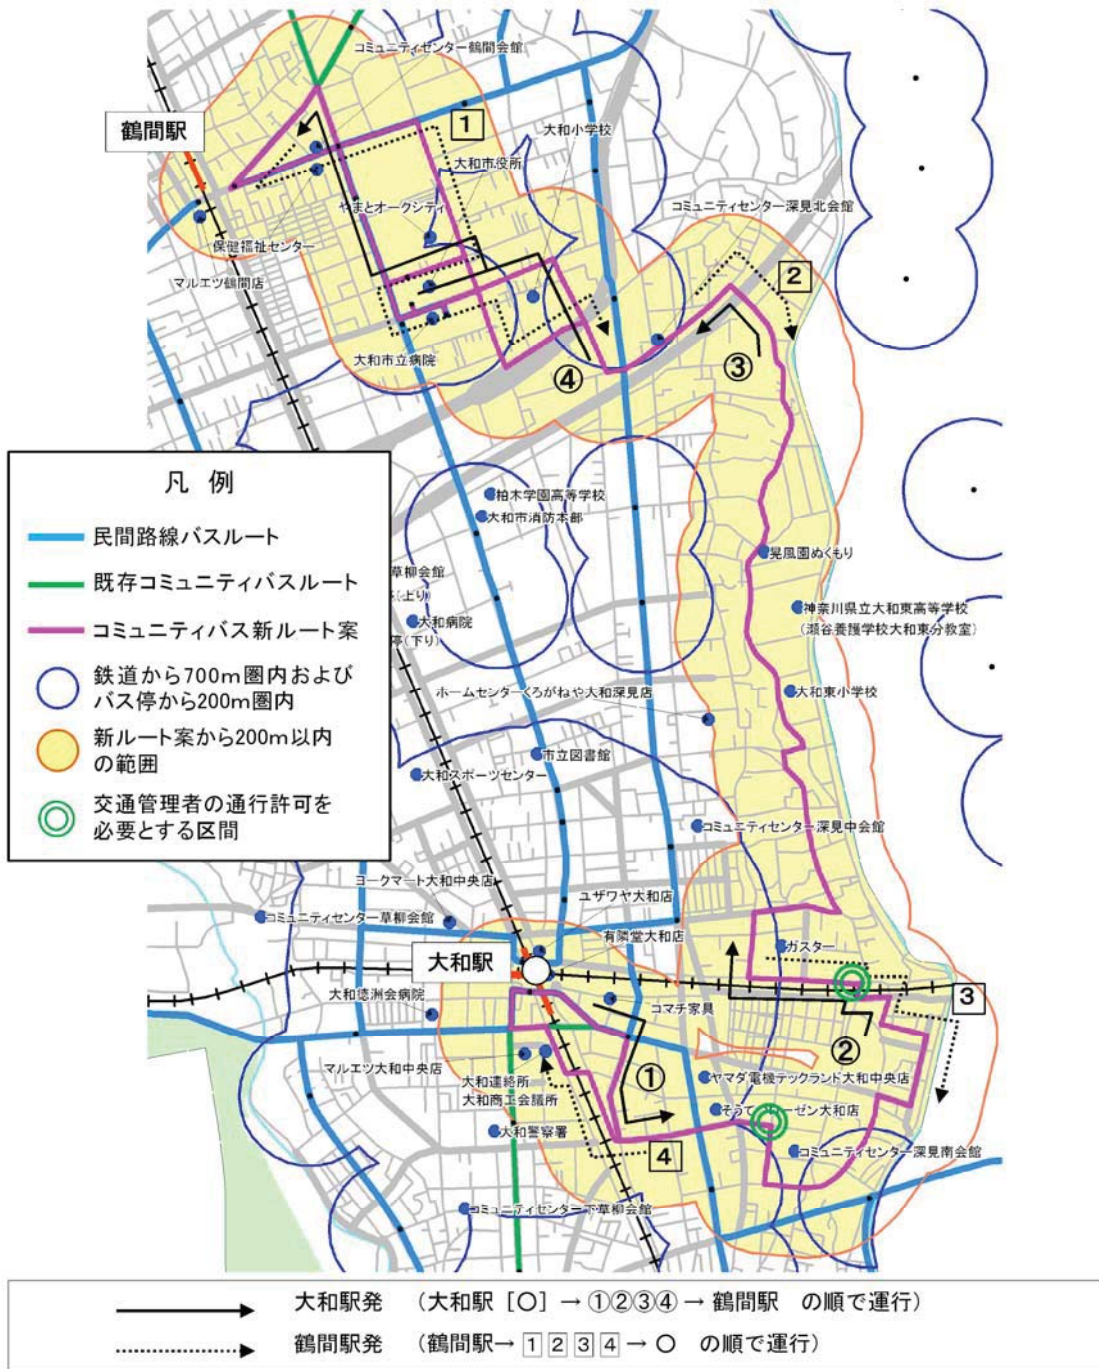 コミュニティセンター鶴間会館
鶴間駅
1
大和小学校
大和市役所
やまとオークシティ
コミュニティセンター深見北会館
保健福祉センター
マルエツ鶴間店
2
大和市立病院
④
③
凡 例
民間路線バスルート
既存コミュニティバスルート
コミュニティバス新ルート案
鉄道から700m圏内および
バス停から200m圏内
新ルート案から200m以内
の範囲
交通管理者の通行許可を
必要とする区間
柏木学園高等学校
大和市消防本部
草柳会館
(上り)
大和病院
停(下り)
晃風園ぬくもり
神奈川県立大和東高等学校
(瀬谷養護学校大和東分教室)
ホームセンターくろがねや大和深見店
大和東小学校
市立図書館
大和スポーツセンター
コミュニティセンター深見中会館
ヨークマート大和中央店
ユザワヤ大和店
コミュニティセンター草柳会館
有隣堂大和店
ガスター
大和駅
大和徳洲会病院
コマチ家具
3
②
マルエツ大和中央店
①
大和連絡所
大和商工会議所
ヤマダ電機テックランド大和中央店
そうてつローゼン大和店
大和警察署
4
コミュニティセンター深見南会館
コミュニティセンター下草柳会館
大和駅発 (大和駅[○]→①②③④→鶴間駅 の順で運行)
鶴間駅発 (鶴間駅→1 2 3 4→○ の順で運行)